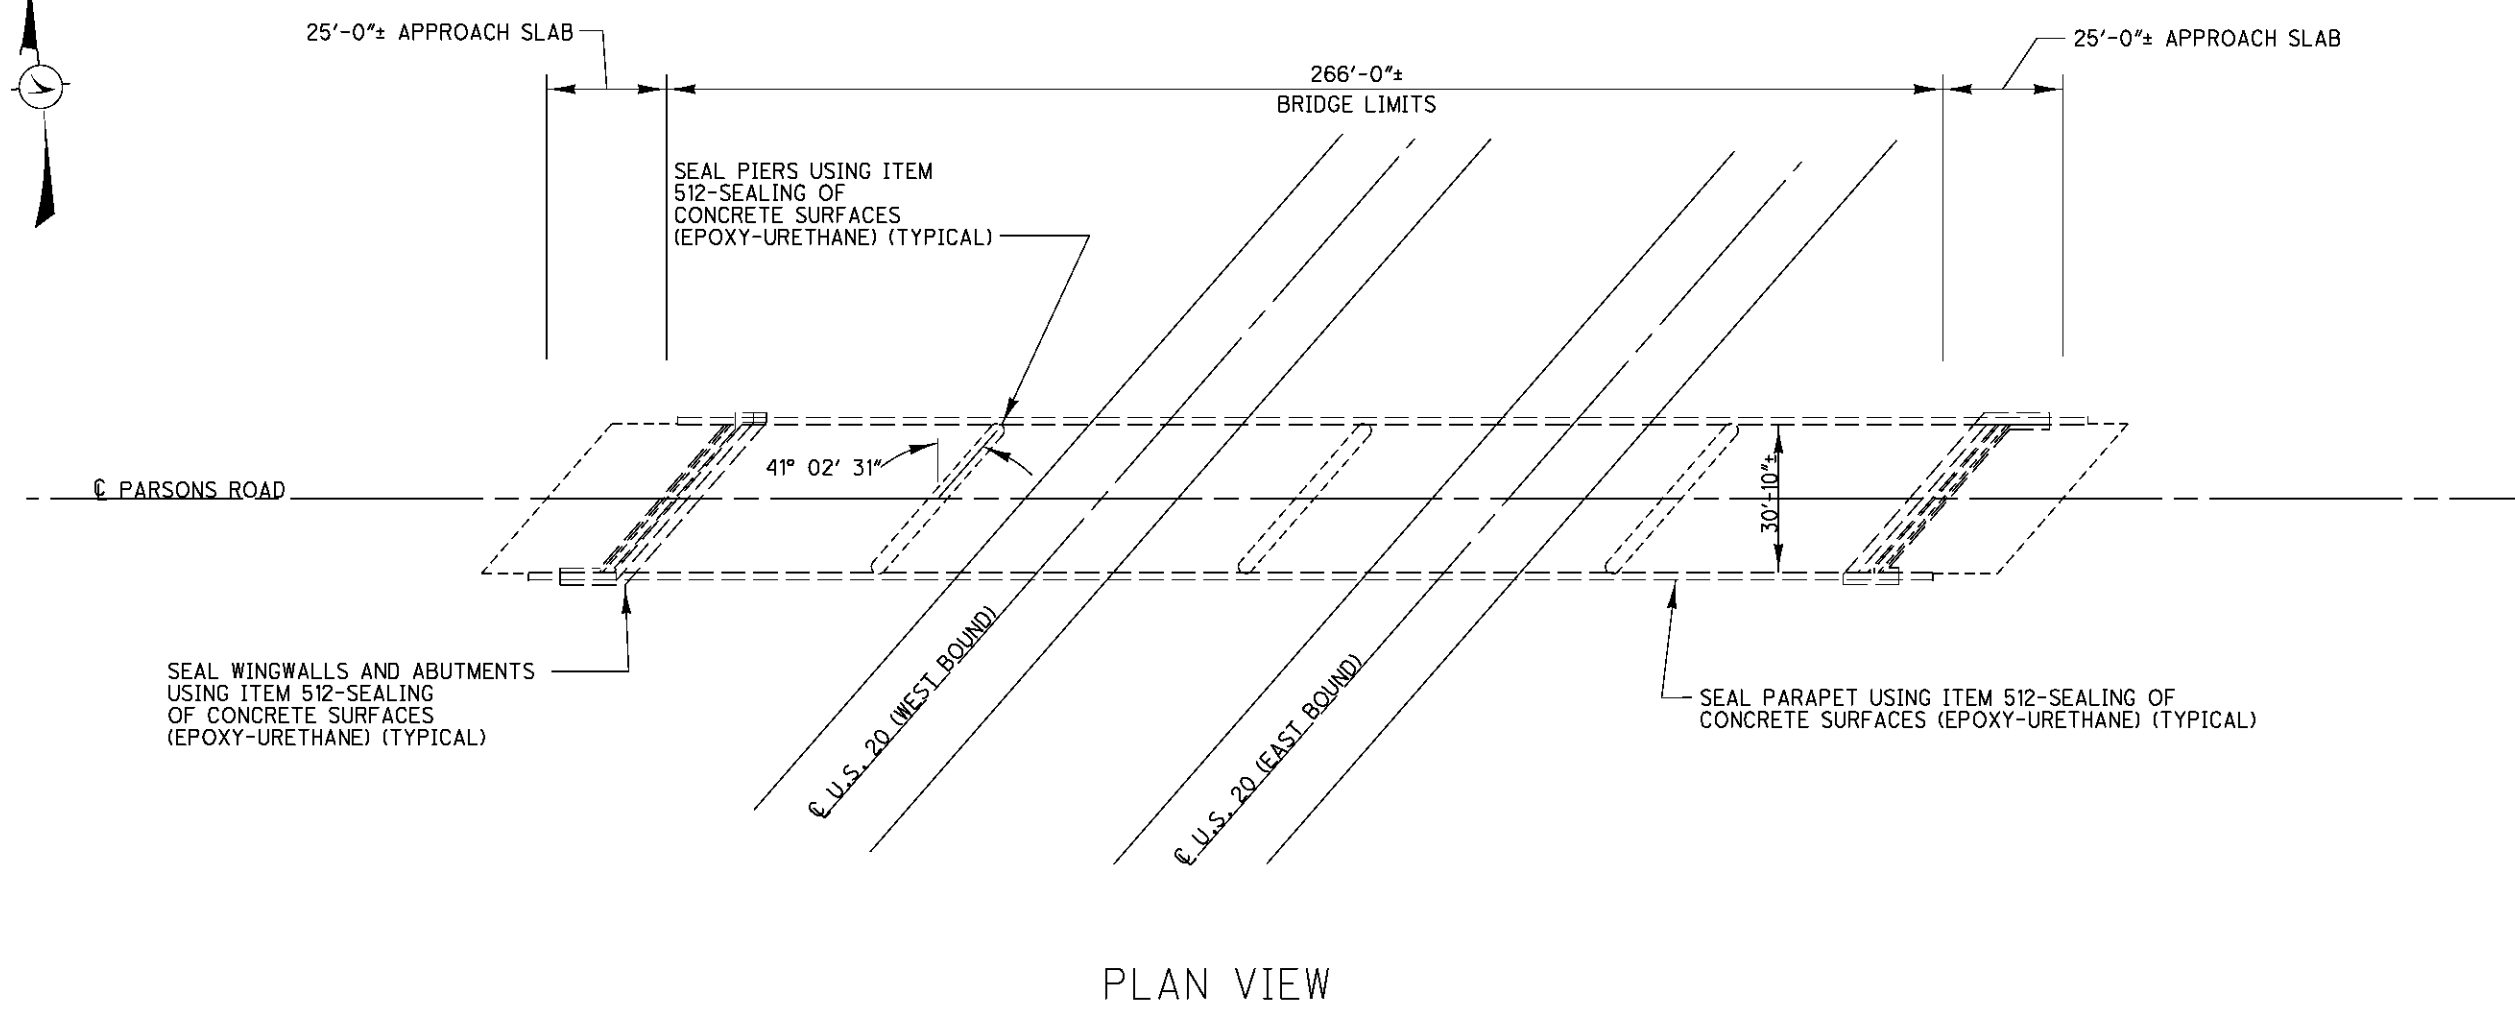 25'-0"± APPROACH SLAB
25'-0"± APPROACH SLAB
266'-0"±
BRIDGE LIMITS
SEAL PIERS USING ITEM
512-SEALING OF
CONCRETE SURFACES
(EPOXY-URETHANE) (TYPICAL)
41° 02' 31"
℄ PARSONS ROAD
30'-10"±
SEAL WINGWALLS AND ABUTMENTS
USING ITEM 512-SEALING
OF CONCRETE SURFACES
(EPOXY-URETHANE) (TYPICAL)
℄ U.S. 20 (WEST BOUND)
℄ U.S. 20 (EAST BOUND)
SEAL PARAPET USING ITEM 512-SEALING OF
CONCRETE SURFACES (EPOXY-URETHANE) (TYPICAL)
PLAN VIEW